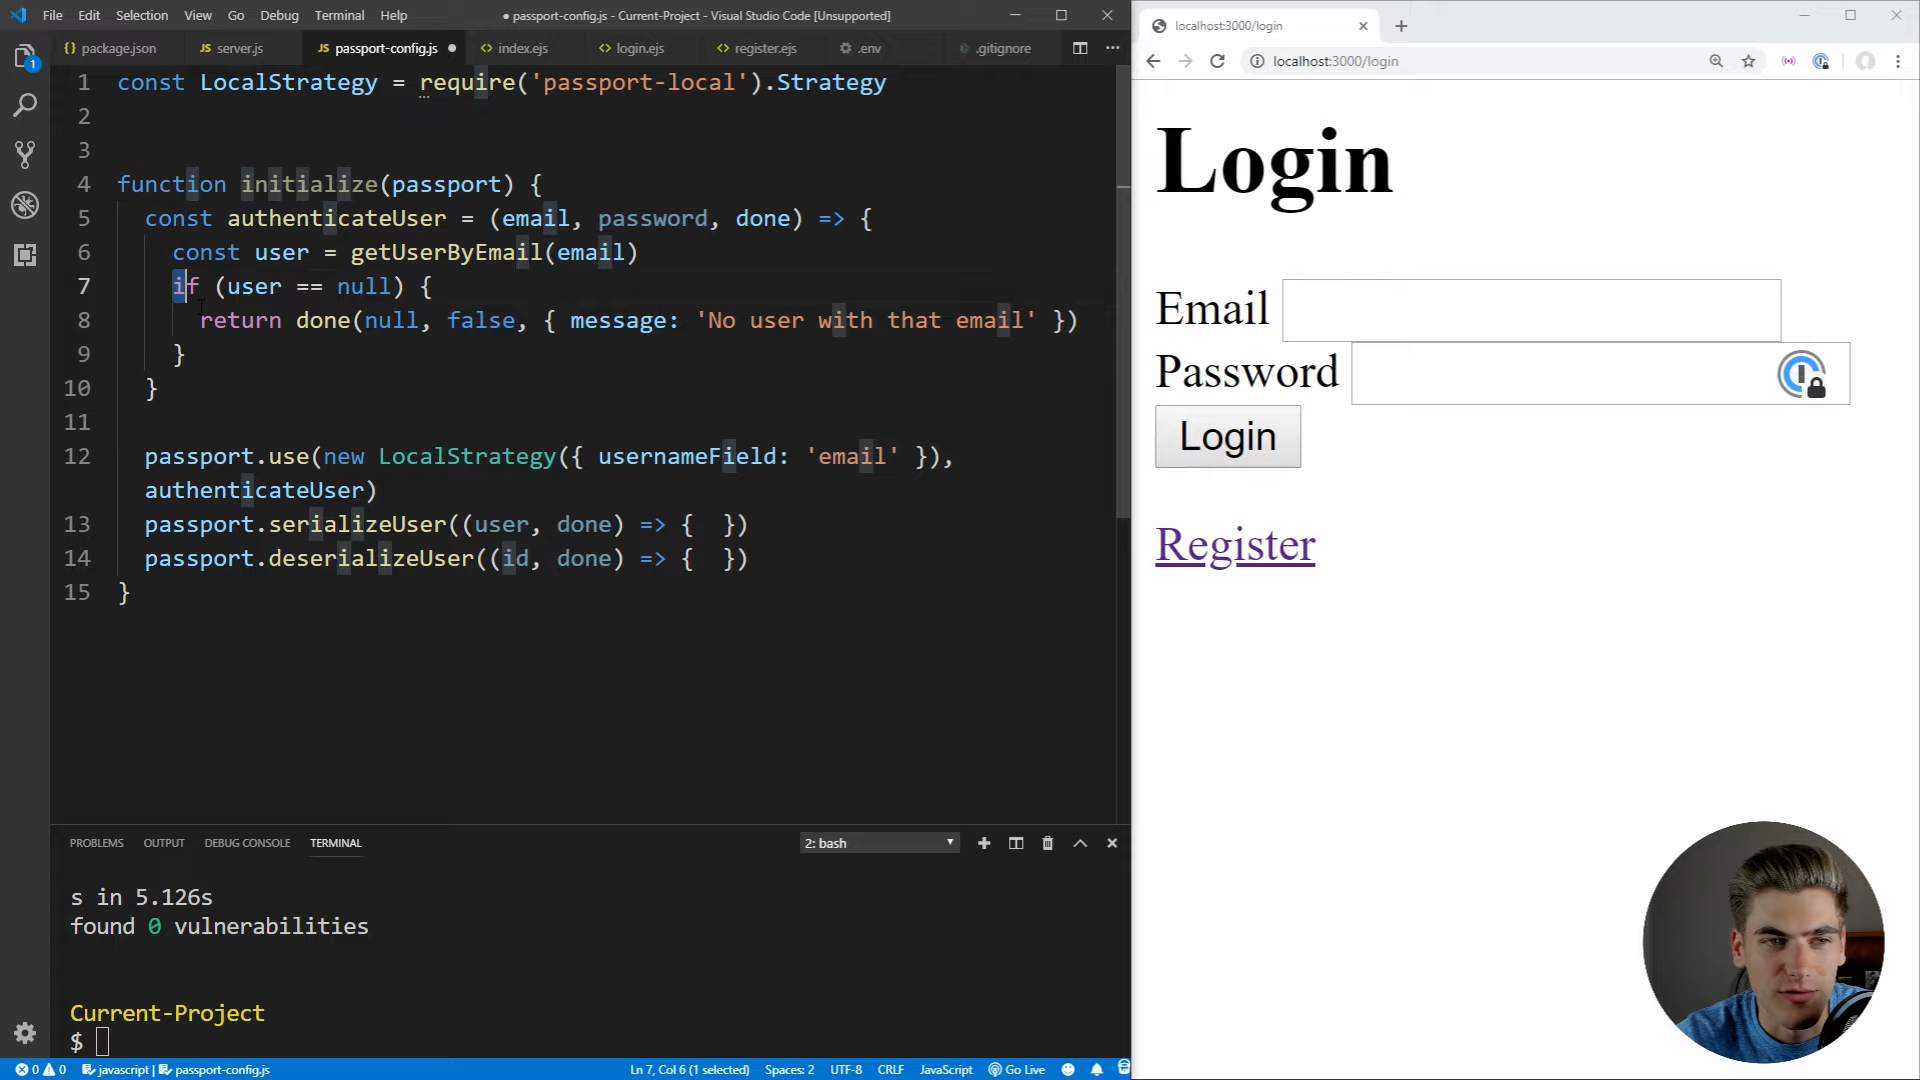 File Edit Selection View Go Debug Terminal Help
● passport-config.js - Current-Project - Visual Studio Code [Unsupported]
package.json server.js passport-config.js index.ejs login.ejs register.ejs .env .gitignore
1 const LocalStrategy = require('passport-local').Strategy
2
3
4 function initialize(passport) {
5 const authenticateUser = (email, password, done) => {
6 const user = getUserByEmail(email)
7 if (user == null) {
8 return done(null, false, { message: 'No user with that email' })
9 }
10 }
11
12 passport.use(new LocalStrategy({ usernameField: 'email' }),
authenticateUser)
13 passport.serializeUser((user, done) => {  })
14 passport.deserializeUser((id, done) => {  })
15 }
PROBLEMS OUTPUT DEBUG CONSOLE TERMINAL 2: bash
s in 5.126s
found 0 vulnerabilities
Current-Project
$
0 0 javascript | passport-config.js Ln 7, Col 6 (1 selected) Spaces: 2 UTF-8 CRLF JavaScript Go Live
localhost:3000/login
localhost:3000/login
Login
Email
Password
Login
Register